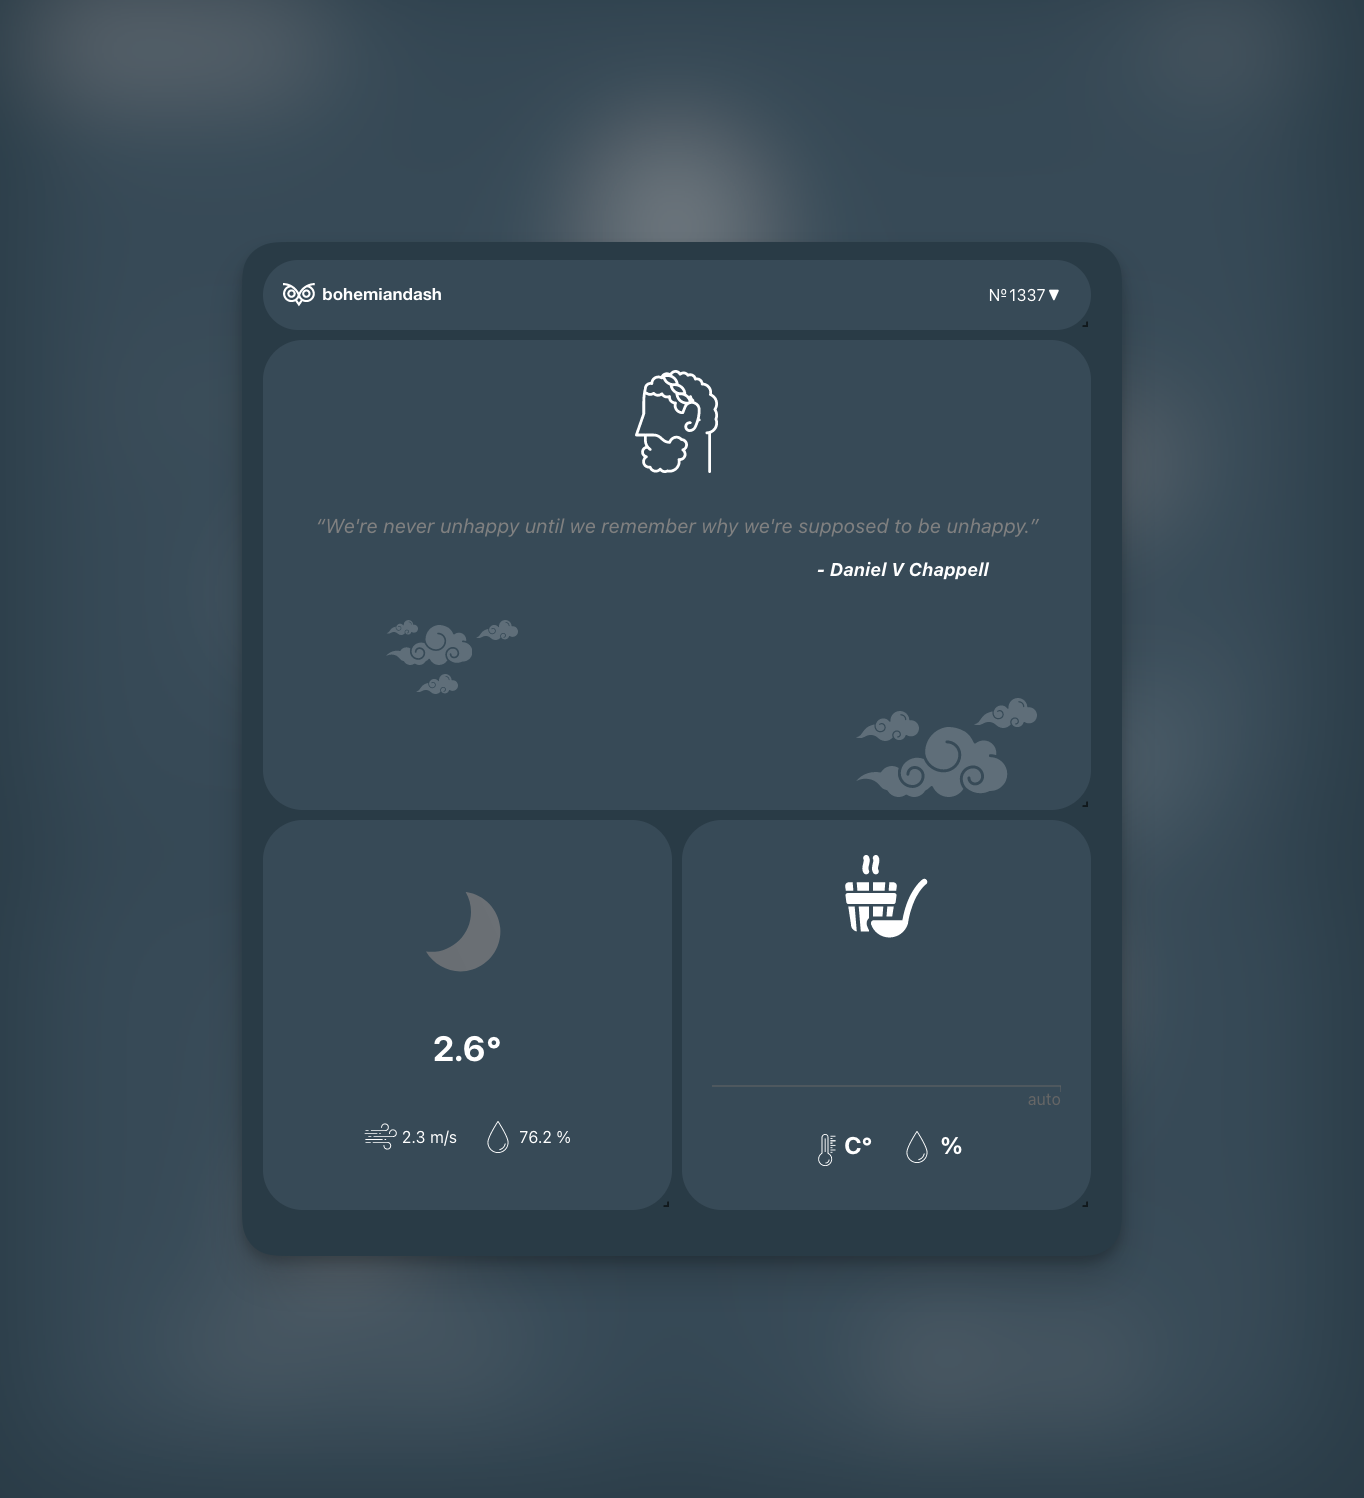 bohemiandash
№1337▼
“We're never unhappy until we remember why we're supposed to be unhappy.”
- Daniel V Chappell
2.6°
2.3 m/s 76.2 %
auto
C° %